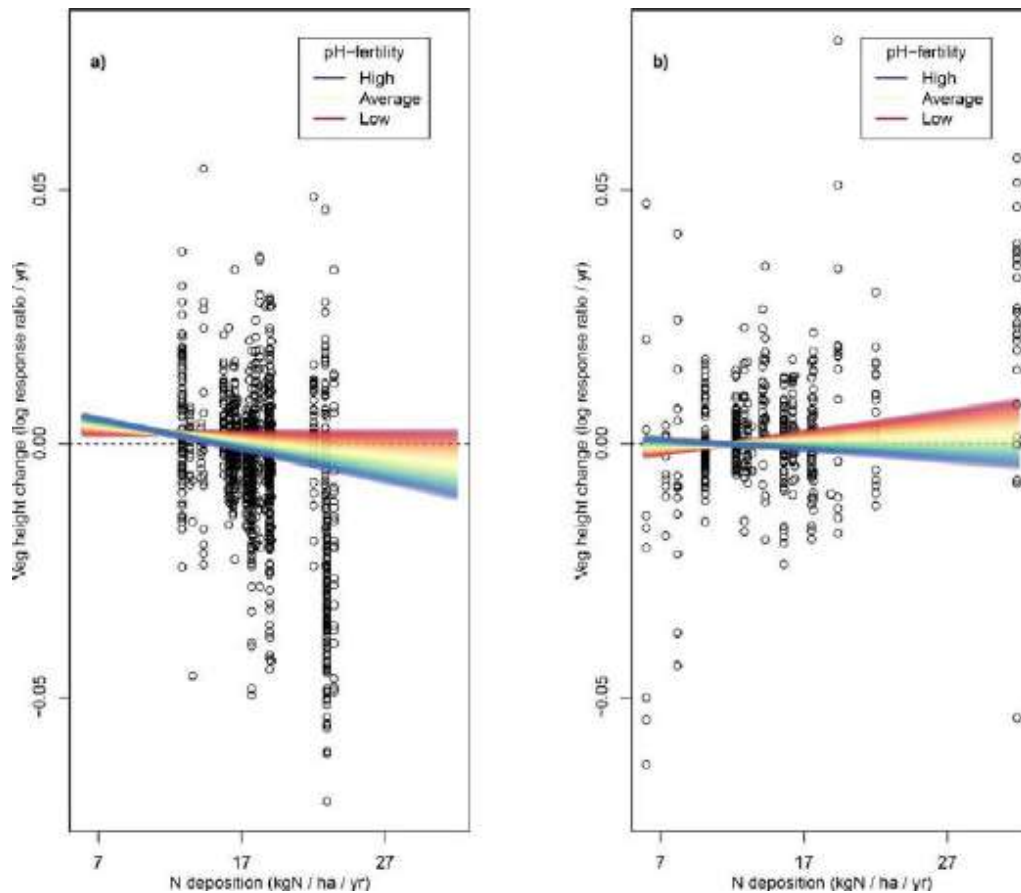 a)
pH-fertility
High
Average
Low
Veg height change (log response ratio / yr)
0.05
0.00
-0.05
7 17 27
N deposition (kgN / ha / yr)
b)
pH-fertility
High
Average
Low
Veg height change (log response ratio / yr)
0.05
0.00
-0.05
7 17 27
N deposition (kgN / ha / yr)